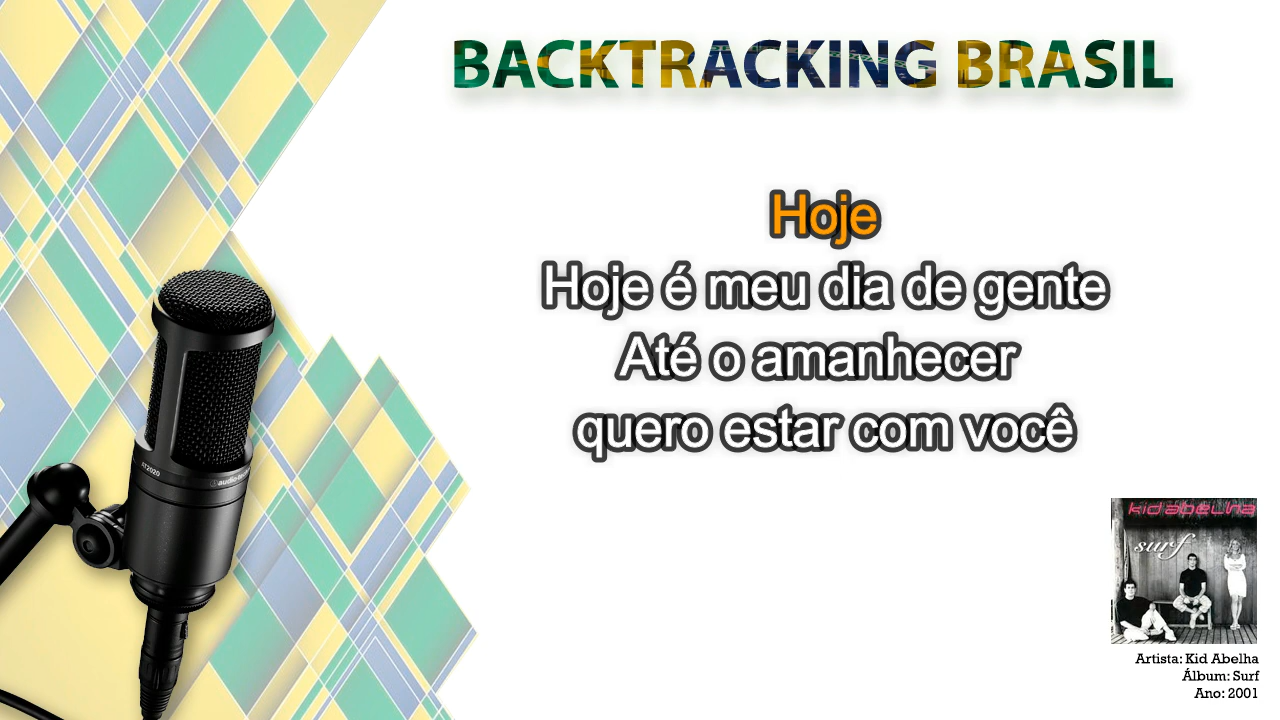 BACKTRACKING BRASIL
Hoje
Hoje é meu dia de gente
Até o amanhecer
quero estar com você
AT2020
kid abelha
surf
Artista: Kid Abelha
Álbum: Surf
Ano: 2001